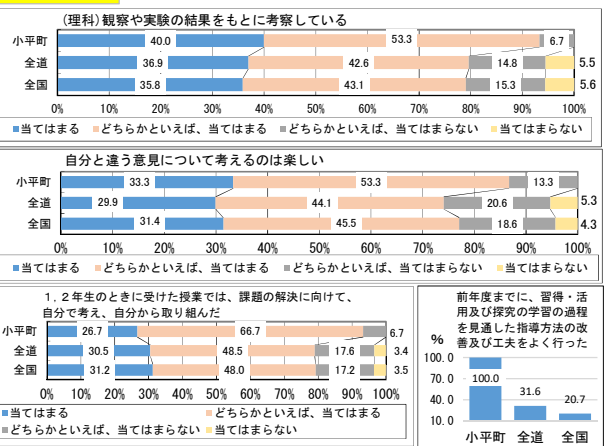 (理科)観察や実験の結果をもとに考察している
小平町 40.0 53.3 6.7
全道 36.9 42.6 14.8 5.5
全国 35.8 43.1 15.3 5.6
0% 10% 20% 30% 40% 50% 60% 70% 80% 90% 100%
■当てはまる ■どちらかといえば、当てはまる ■どちらかといえば、当てはまらない ■当てはまらない
自分と違う意見について考えるのは楽しい
小平町 33.3 53.3 13.3
全道 29.9 44.1 20.6 5.3
全国 31.4 45.5 18.6 4.3
0% 10% 20% 30% 40% 50% 60% 70% 80% 90% 100%
■当てはまる ■どちらかといえば、当てはまる ■どちらかといえば、当てはまらない ■当てはまらない
1,2年生のときに受けた授業では、課題の解決に向けて、
自分で考え、自分から取り組んだ
小平町 26.7 66.7 6.7
全道 30.5 48.5 17.6 3.4
全国 31.2 48.0 17.2 3.5
0% 10% 20% 30% 40% 50% 60% 70% 80% 90% 100%
■当てはまる ■どちらかといえば、当てはまる
■どちらかといえば、当てはまらない ■当てはまらない
前年度までに、習得・活
用及び探究の学習の過程
を見通した指導方法の改
善及び工夫をよく行った
%
100.0
70.0
40.0
10.0
100.0 31.6 20.7
小平町 全道 全国